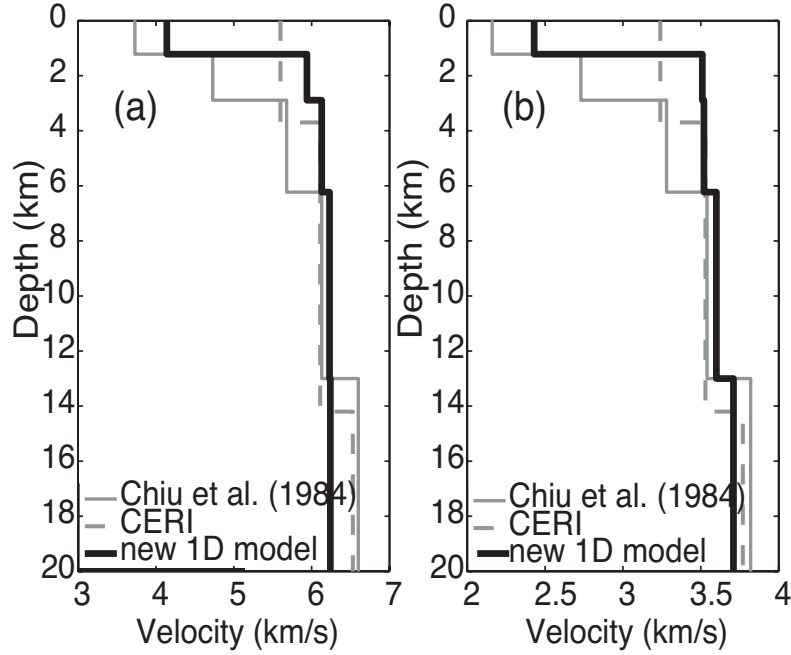 0
2
4
6
8
10
12
14
16
18
20
Depth (km)
(a)
Chiu et al. (1984)
CERI
new 1D model
3
4
5
6
7
Velocity (km/s)
0
2
4
6
8
10
12
14
16
18
20
Depth (km)
(b)
Chiu et al. (1984)
CERI
new 1D model
2
2.5
3
3.5
4
Velocity (km/s)